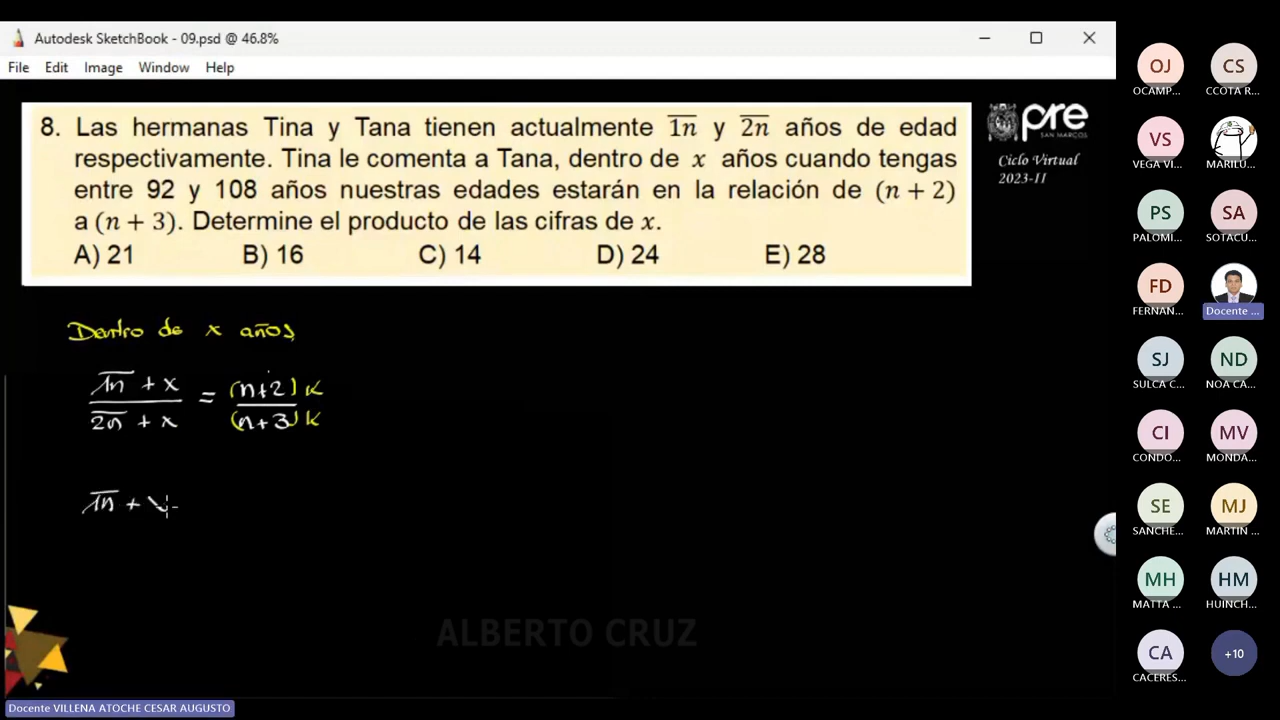 Autodesk SketchBook - 09.psd @ 46.8%
File Edit Image Window Help
8. Las hermanas Tina y Tana tienen actualmente 1n̅ y 2n̅ años de edad
respectivamente. Tina le comenta a Tana, dentro de x años cuando tengas
entre 92 y 108 años nuestras edades estarán en la relación de (n + 2)
a (n + 3). Determine el producto de las cifras de x.
A) 21 B) 16 C) 14 D) 24 E) 28
pre
SAN MARCOS
Ciclo Virtual
2023-II
Dentro de x años
1n̅ + x = (n+2) K
2n̅ + x (n+3) K
1n̅ + x
ALBERTO CRUZ
Docente VILLENA ATOCHE CESAR AUGUSTO
OJ CS
OCAMP... CCOTA R...
VS
VEGA VI... MARILÚ...
PS SA
PALOMI... SOTACU...
FD
FERNAN... Docente ...
SJ ND
SULCA C... NOA CA...
CI MV
CONDO... MONDA...
SE MJ
SANCHE... MARTIN ...
MH HM
MATTA ... HUINCH...
CA +10
CACERES...